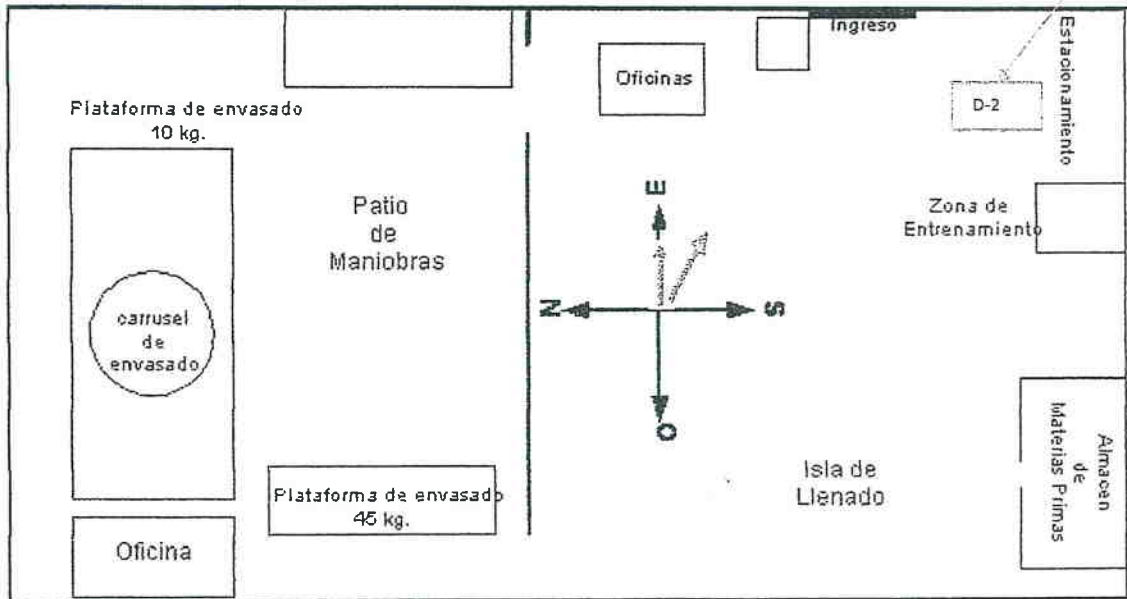 Ingreso
Estacionamiento
Oficinas
D-2
Plataforma de envasado
10 kg.
E
Patio
de
Maniobras
Zona de
Entrenamiento
N
S
carrusel
de
envasado
O
Almacen
de
Materias Primas
Isla de
Llenado
Plataforma de envasado
45 kg.
Oficina